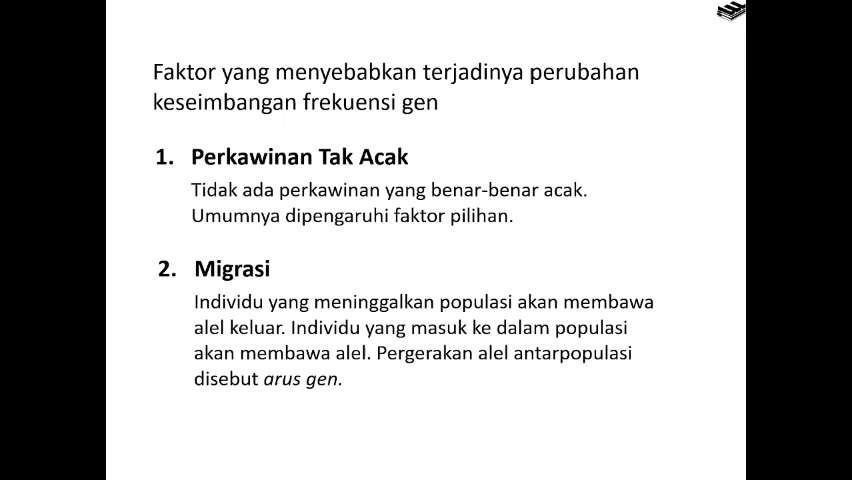 Faktor yang menyebabkan terjadinya perubahan
keseimbangan frekuensi gen
1. Perkawinan Tak Acak
Tidak ada perkawinan yang benar-benar acak.
Umumnya dipengaruhi faktor pilihan.
2. Migrasi
Individu yang meninggalkan populasi akan membawa
alel keluar. Individu yang masuk ke dalam populasi
akan membawa alel. Pergerakan alel antarpopulasi
disebut arus gen.